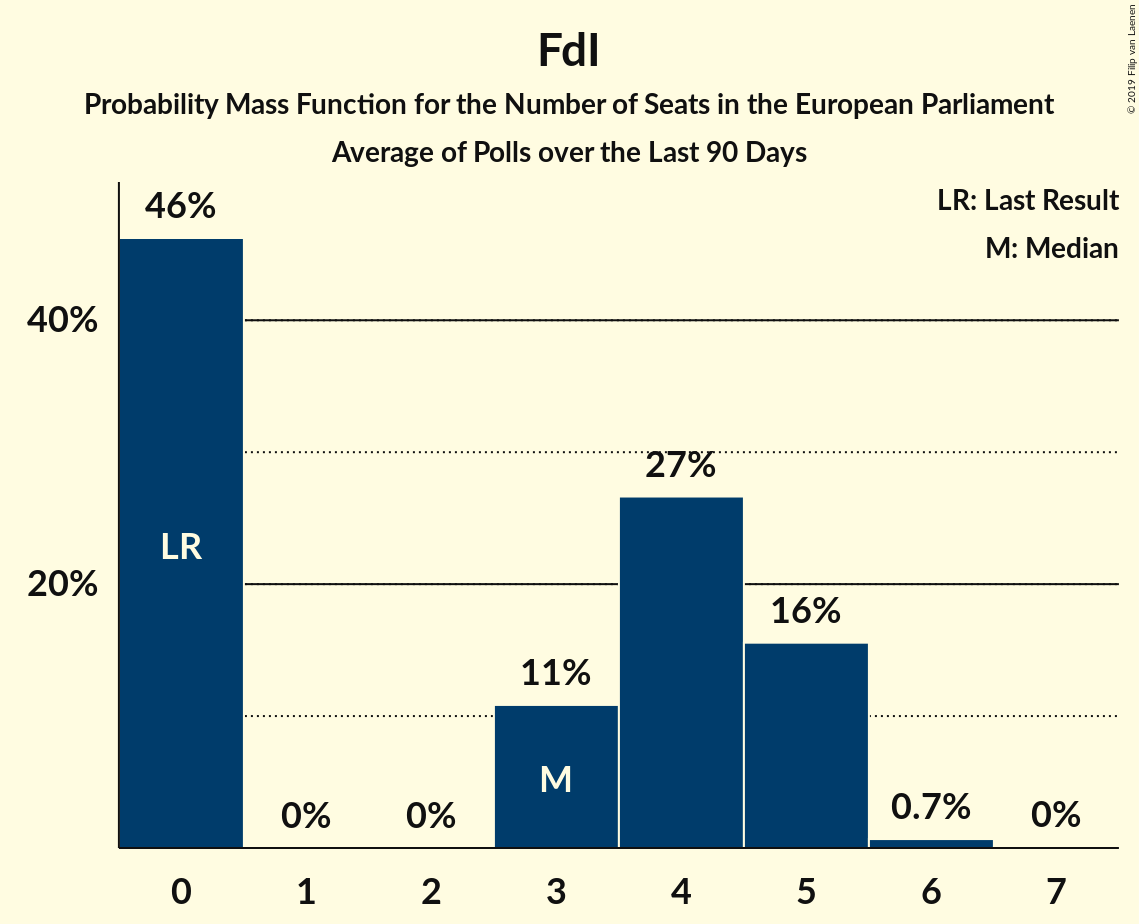 FdI
Probability Mass Function for the Number of Seats in the European Parliament
Average of Polls over the Last 90 Days
© 2019 Filip van Laenen
LR: Last Result
M: Median
46%
40%
27%
LR
20%
16%
11%
M
0%
0%
0.7%
0%
0 1 2 3 4 5 6 7